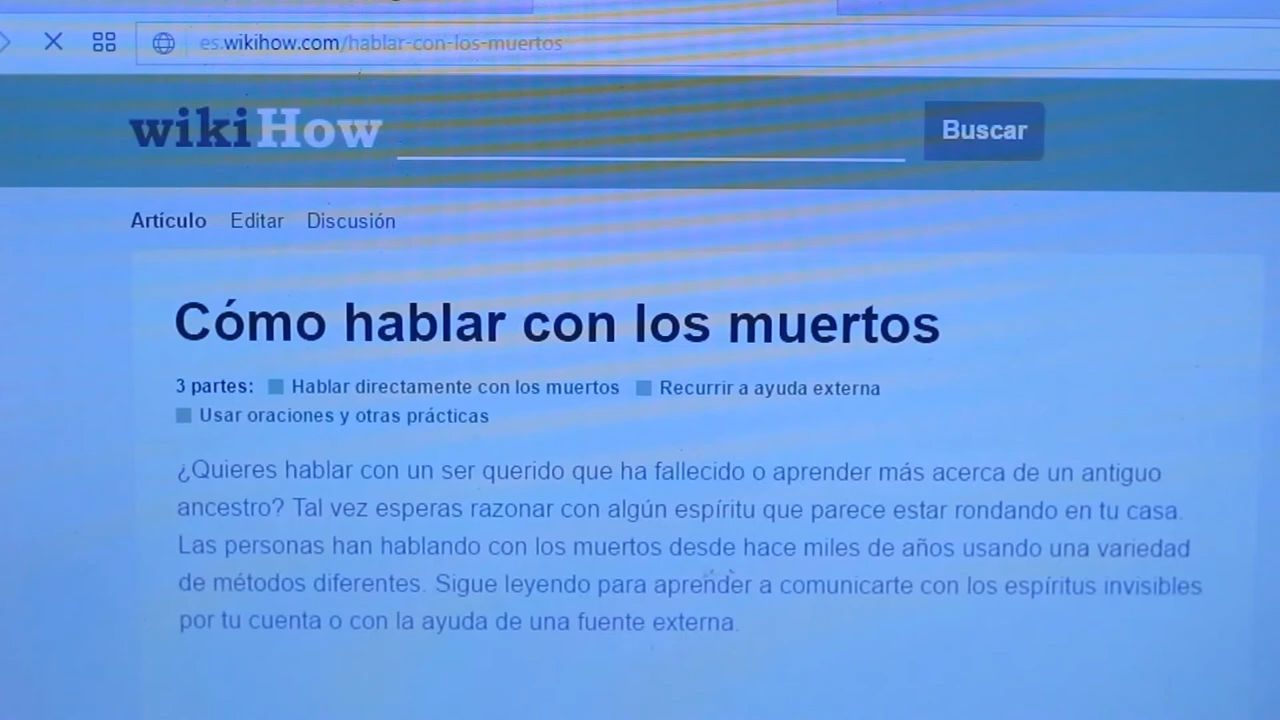 es.wikihow.com/hablar-con-los-muertos
wikiHow
Buscar
Artículo Editar Discusión
Cómo hablar con los muertos
3 partes: Hablar directamente con los muertos Recurrir a ayuda externa
Usar oraciones y otras prácticas
¿Quieres hablar con un ser querido que ha fallecido o aprender más acerca de un antiguo
ancestro? Tal vez esperas razonar con algún espíritu que parece estar rondando en tu casa.
Las personas han hablando con los muertos desde hace miles de años usando una variedad
de métodos diferentes. Sigue leyendo para aprender a comunicarte con los espíritus invisibles
por tu cuenta o con la ayuda de una fuente externa.